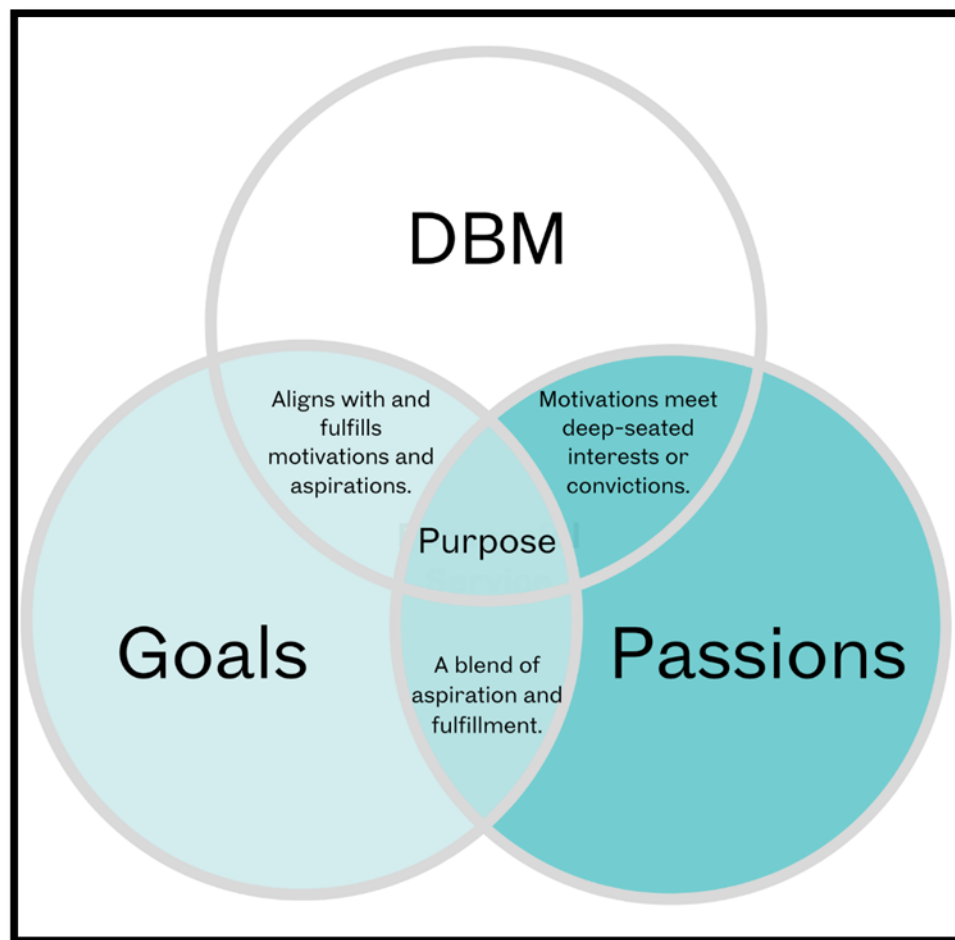 DBM
Aligns with and
fulfills
motivations and
aspirations.
Motivations meet
deep-seated
interests or
convictions.
Purpose
Service
Goals
Passions
A blend of
aspiration and
fulfillment.